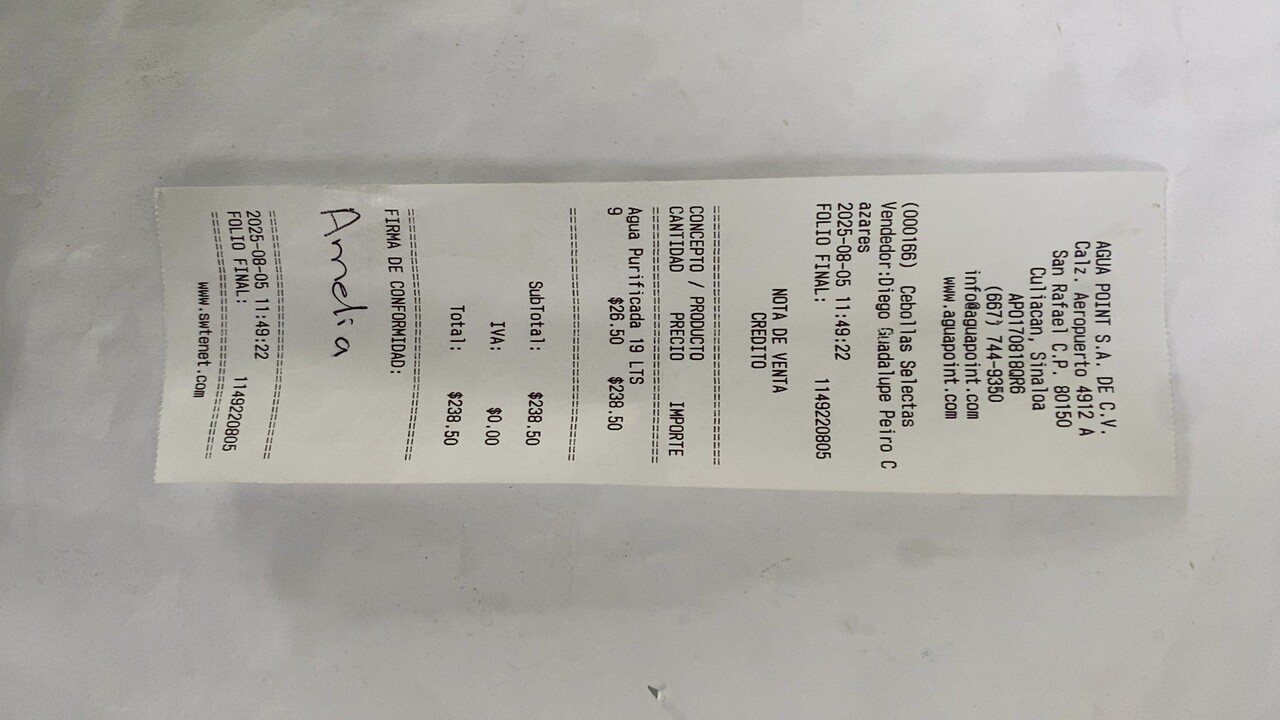 AGUA POINT S.A. DE C.V.
Calz. Aeropuerto 4912 A
San Rafael C.P. 80150
Culiacan, Sinaloa
APO170818QR6
(667) 744-9350
info@aguapoint.com
www.aguapoint.com
(000166) Cebollas Selectas
Vendedor:Diego Guadalupe Peiro C
azares
2025-08-05 11:49:22
FOLIO FINAL: 1149220805
NOTA DE VENTA
CREDITO
================================
CONCEPTO / PRODUCTO
CANTIDAD PRECIO IMPORTE
================================
Agua Purificada 19 LTS
9 $26.50 $238.50
================================
SubTotal: $238.50
IVA: $0.00
Total: $238.50
================================
FIRMA DE CONFORMIDAD:
Amelia
================================
2025-08-05 11:49:22
FOLIO FINAL: 1149220805
================================
www.swtenet.com